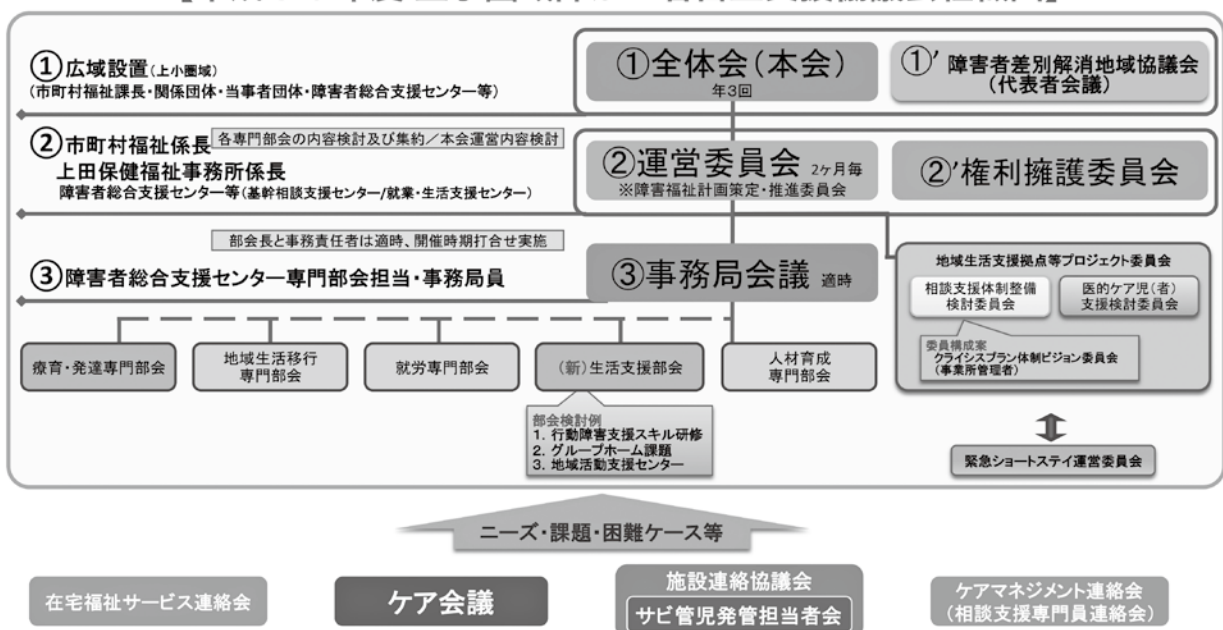 ①広域設置(上小圏域)
(市町村福祉課長・関係団体・当事者団体・障害者総合支援センター等)
①全体会(本会)
年3回
①’障害者差別解消地域協議会
(代表者会議)
②市町村福祉係長
各専門部会の内容検討及び集約/本会運営内容検討
上田保健福祉事務所係長
障害者総合支援センター等(基幹相談支援センター/就業・生活支援センター)
②運営委員会 2ヶ月毎
※障害福祉計画策定・推進委員会
②’権利擁護委員会
部会長と事務責任者は適時、開催時期打合せ実施
③障害者総合支援センター専門部会担当・事務局員
③事務局会議 適時
地域生活支援拠点等プロジェクト委員会
相談支援体制整備
検討委員会
医的ケア児(者)
支援検討委員会
委員構成案
クライシスプラン体制ビジョン委員会
(事業所管理者)
療育・発達専門部会
地域生活移行
専門部会
就労専門部会
(新)生活支援部会
人材育成
専門部会
部会検討例
1. 行動障害支援スキル研修
2. グループホーム課題
3. 地域活動支援センター
緊急ショートステイ運営委員会
ニーズ・課題・困難ケース等
在宅福祉サービス連絡会
ケア会議
施設連絡協議会
サビ管児発管担当者会
ケアマネジメント連絡会
(相談支援専門員連絡会)